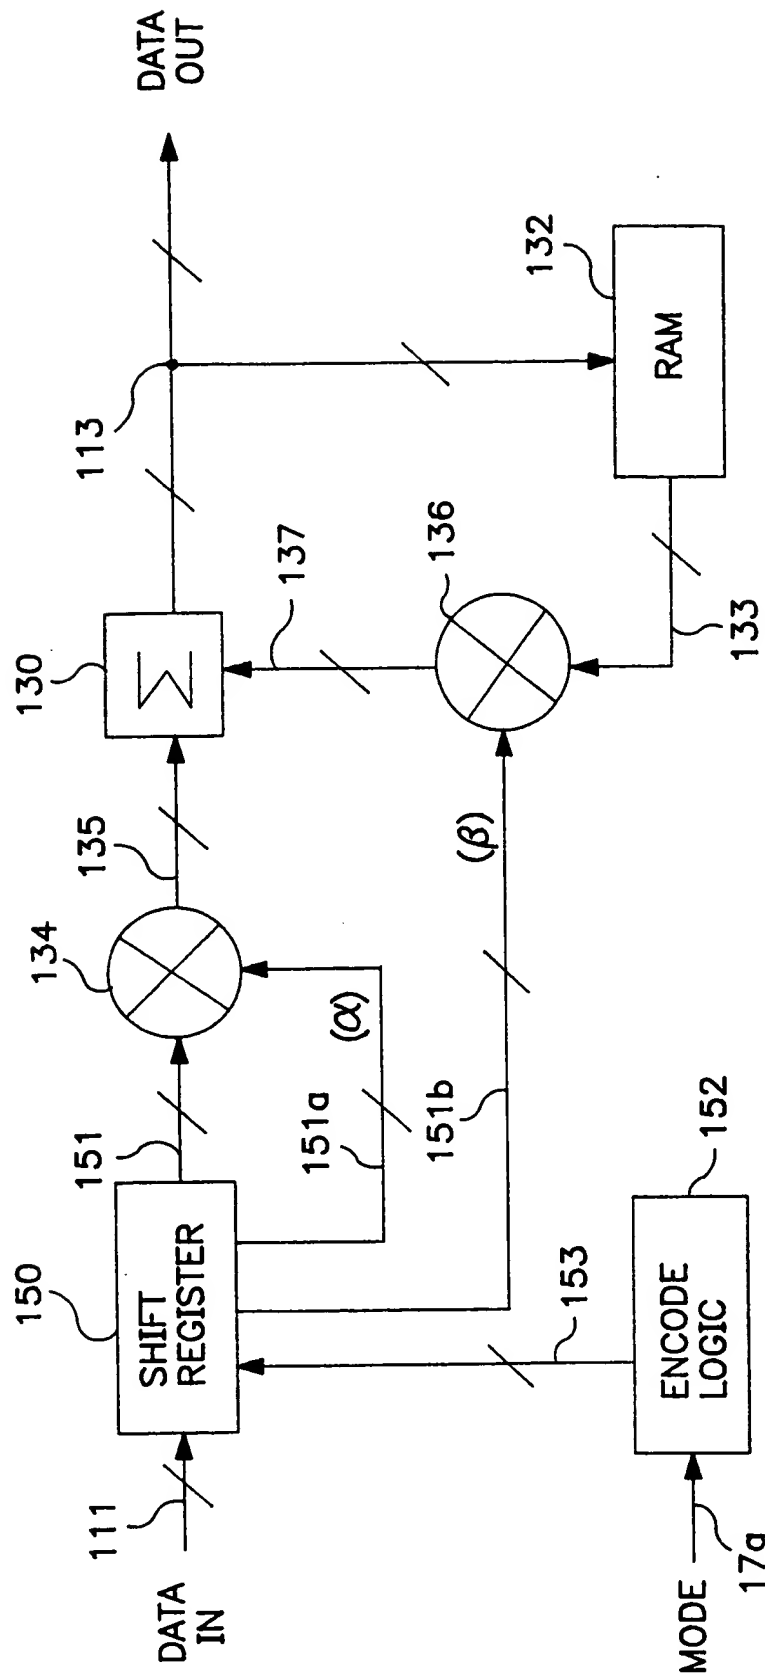 DATA
IN
111
150
SHIFT
REGISTER
151
134
135
130
Σ
113
DATA
OUT
151a
(α)
151b
(β)
137
136
132
RAM
133
153
152
ENCODE
LOGIC
MODE
17a